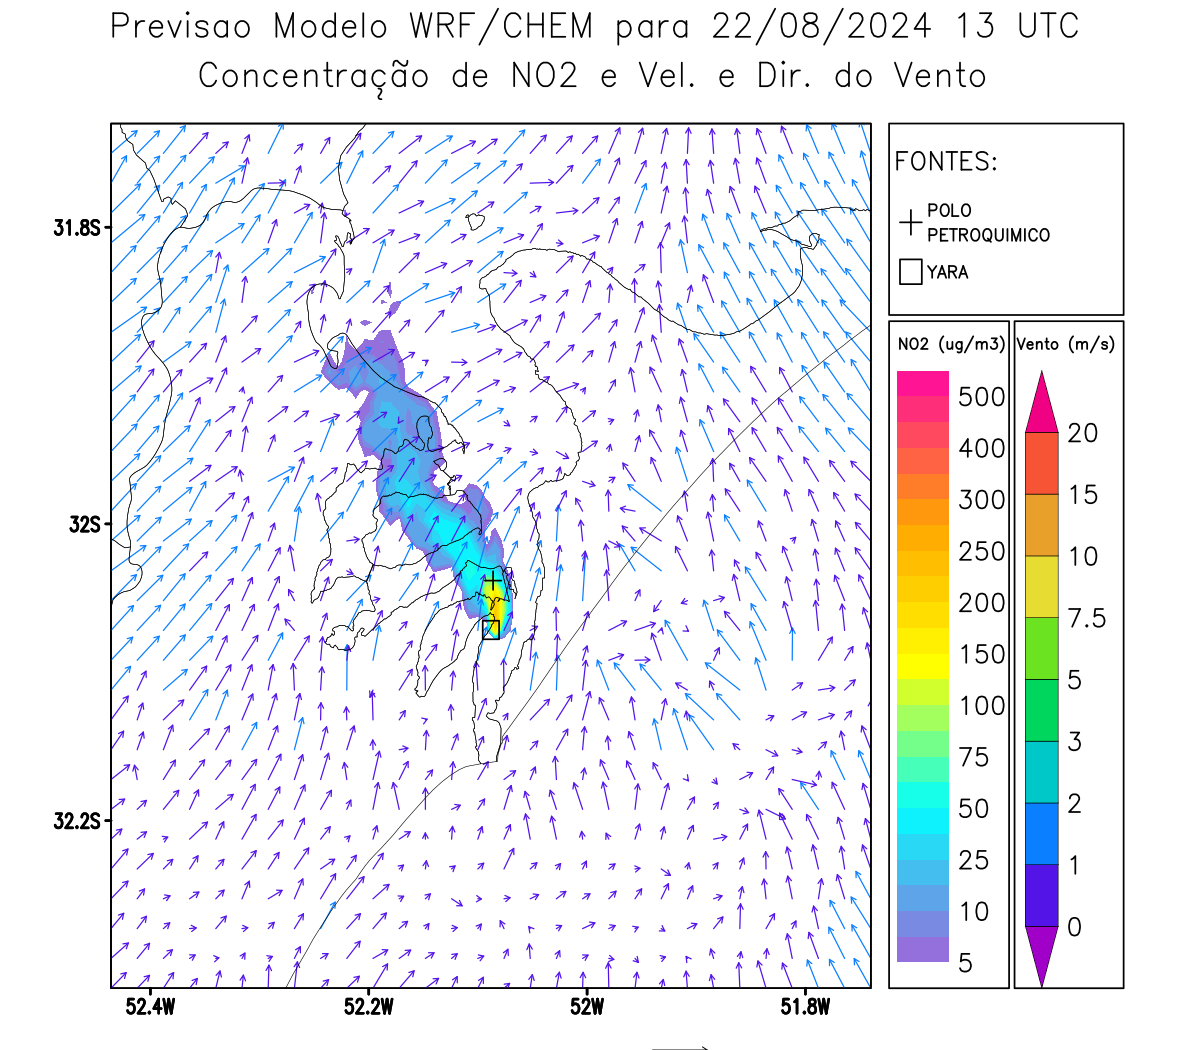 Previsao Modelo WRF/CHEM para 22/08/2024 13 UTC
Concentração de NO2 e Vel. e Dir. do Vento
FONTES:
POLO
PETROQUIMICO
YARA
31.8S
32S
32.2S
52.4W
52.2W
52W
51.8W
NO2 (ug/m3)
500
400
300
250
200
150
100
75
50
25
10
5
Vento (m/s)
20
15
10
7.5
5
3
2
1
0